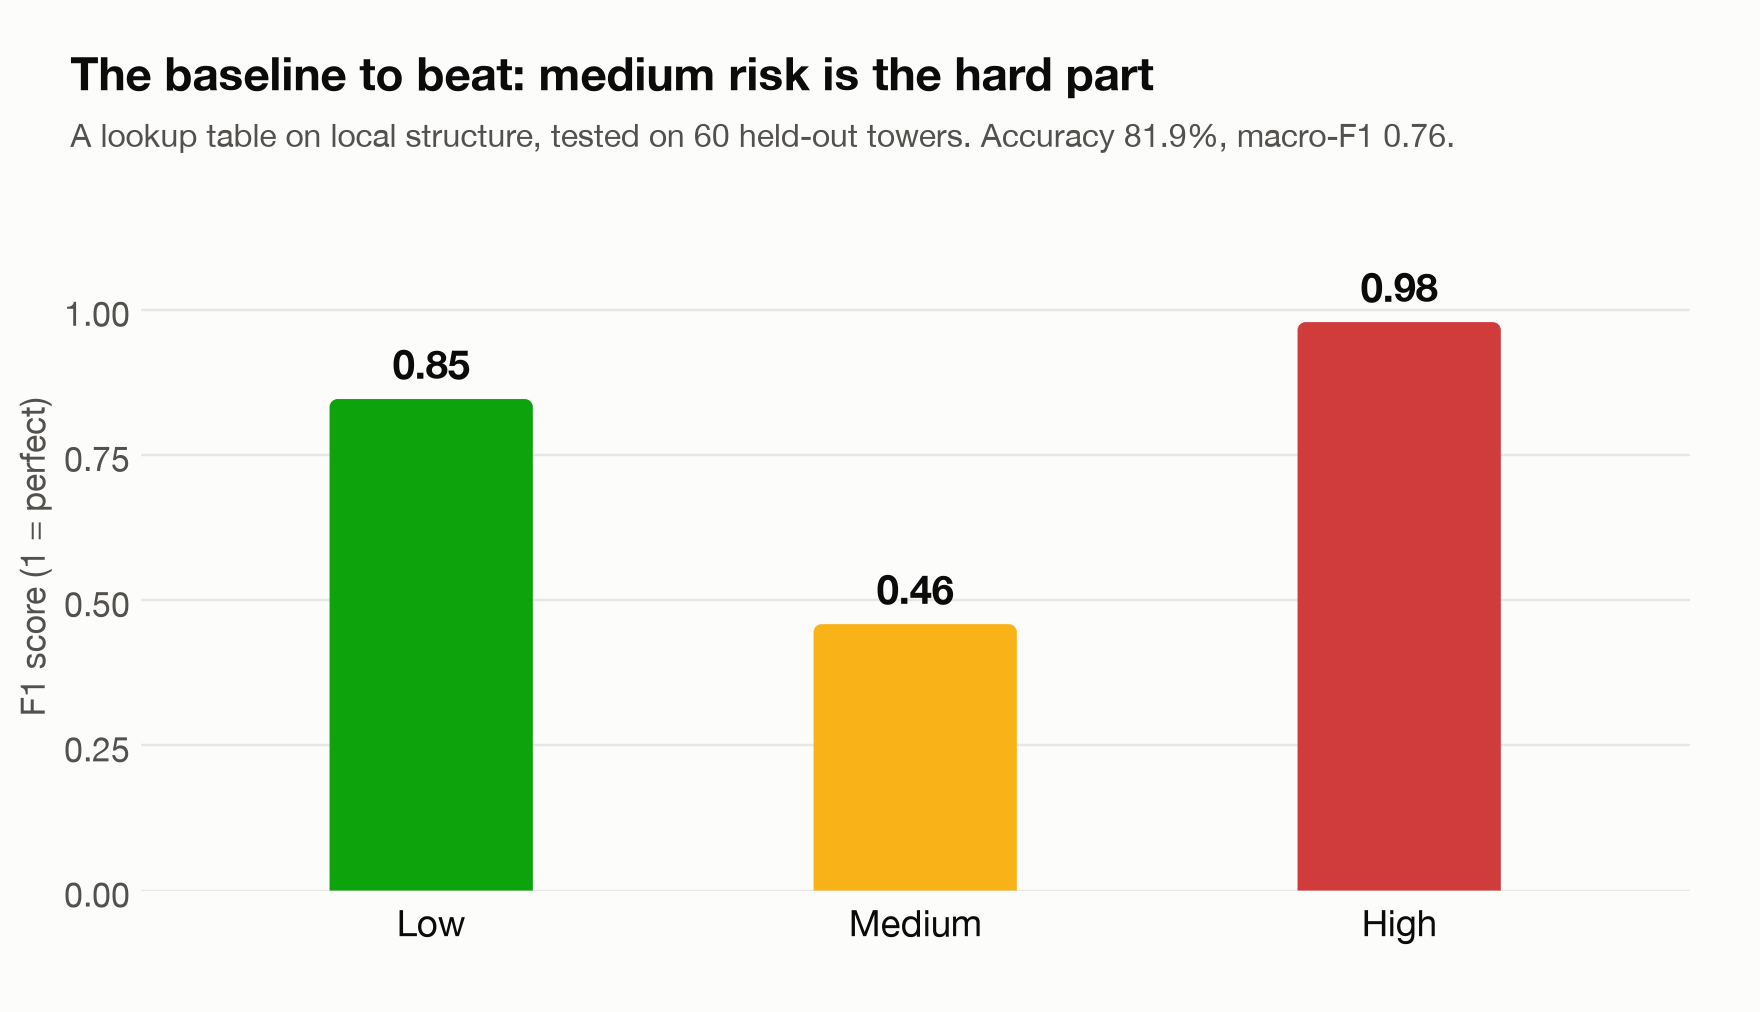 The baseline to beat: medium risk is the hard part
A lookup table on local structure, tested on 60 held-out towers. Accuracy 81.9%, macro-F1 0.76.
F1 score (1 = perfect)
1.00
0.75
0.50
0.25
0.00
0.85
0.46
0.98
Low
Medium
High